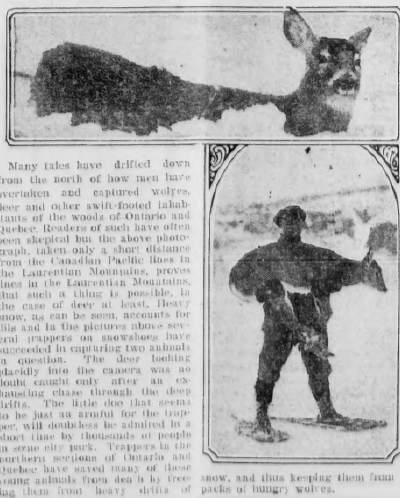 Many tales have drifted down
from the north of how men have
overtaken and captured wolves,
deer and other swift-footed inhab-
itants of the woods of Ontario and
Quebec. Readers of such have often
been skepical but the above photo-
graph, taken only a short distance
from the Canadian Pacific lines in
the Laurentian Mountains, proves
lines in the Laurentian Mountains,
that such a thing is possible, in
the case of deer at least. Heavy
snow, as can be seen, accounts for
this and in the pictures above sev-
eral trappers on snowshoes have
succeeded in capturing two animals
in question. The deer looking
placidly into the camera was no
doubt caught only after an ex-
hausting chase through the deep
drifts. The little doe that seems
to be just an armful for the trap-
per, will doubtless be admired in a
short time by thousands of people
in some city park. Trappers in the
northern sections of Ontario and
Quebec have saved many of these
young animals from death by free-
ing them from heavy drifts of
snow, and thus keeping them from
packs of hungry wolves.